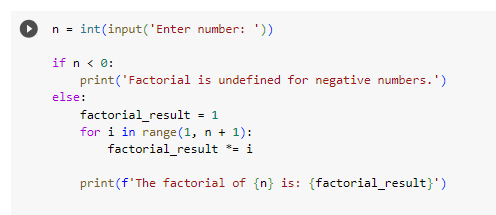 n = int(input('Enter number: '))
if n < 0:
    print('Factorial is undefined for negative numbers.')
else:
    factorial_result = 1
    for i in range(1, n + 1):
        factorial_result *= i
    print(f'The factorial of {n} is: {factorial_result}')